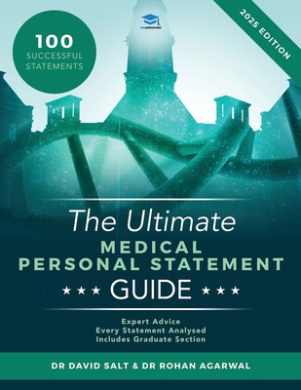 100
SUCCESSFUL
STATEMENTS
2025 EDITION
The Ultimate
MEDICAL
PERSONAL STATEMENT
GUIDE
Expert Advice
Every Statement Analysed
Includes Graduate Section
DR DAVID SALT & DR ROHAN AGARWAL